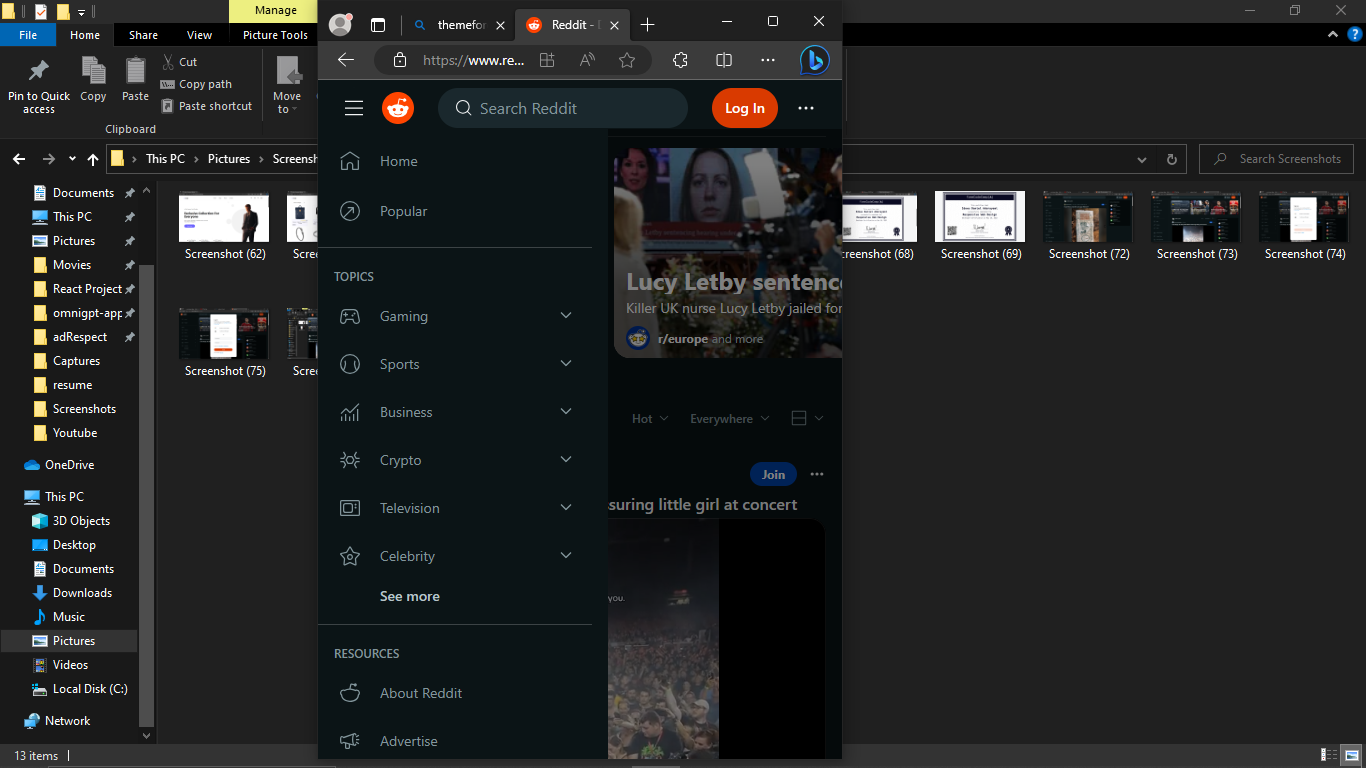 Manage
File
Home
Share
View
Picture Tools
Pin to Quick access
Copy
Paste
Cut
Copy path
Paste shortcut
Move to
Clipboard
This PC
Pictures
Screensh
Search Screenshots
Documents
This PC
Pictures
Movies
React Project
omnigpt-app
adRespect
Captures
resume
Screenshots
Youtube
OneDrive
This PC
3D Objects
Desktop
Documents
Downloads
Music
Pictures
Videos
Local Disk (C:)
Network
13 items
Screenshot (62)
Scree
Screenshot (75)
Scree
themefor
Reddit - 
https://www.re...
Search Reddit
Log In
Home
Popular
TOPICS
Gaming
Sports
Business
Crypto
Television
Celebrity
See more
RESOURCES
About Reddit
Advertise
Lucy Letby sentenc
Killer UK nurse Lucy Letby jailed for
r/europe and more
Hot
Everywhere
Join
suring little girl at concert
you.
eenshot (68)
Screenshot (69)
Screenshot (72)
Screenshot (73)
Screenshot (74)